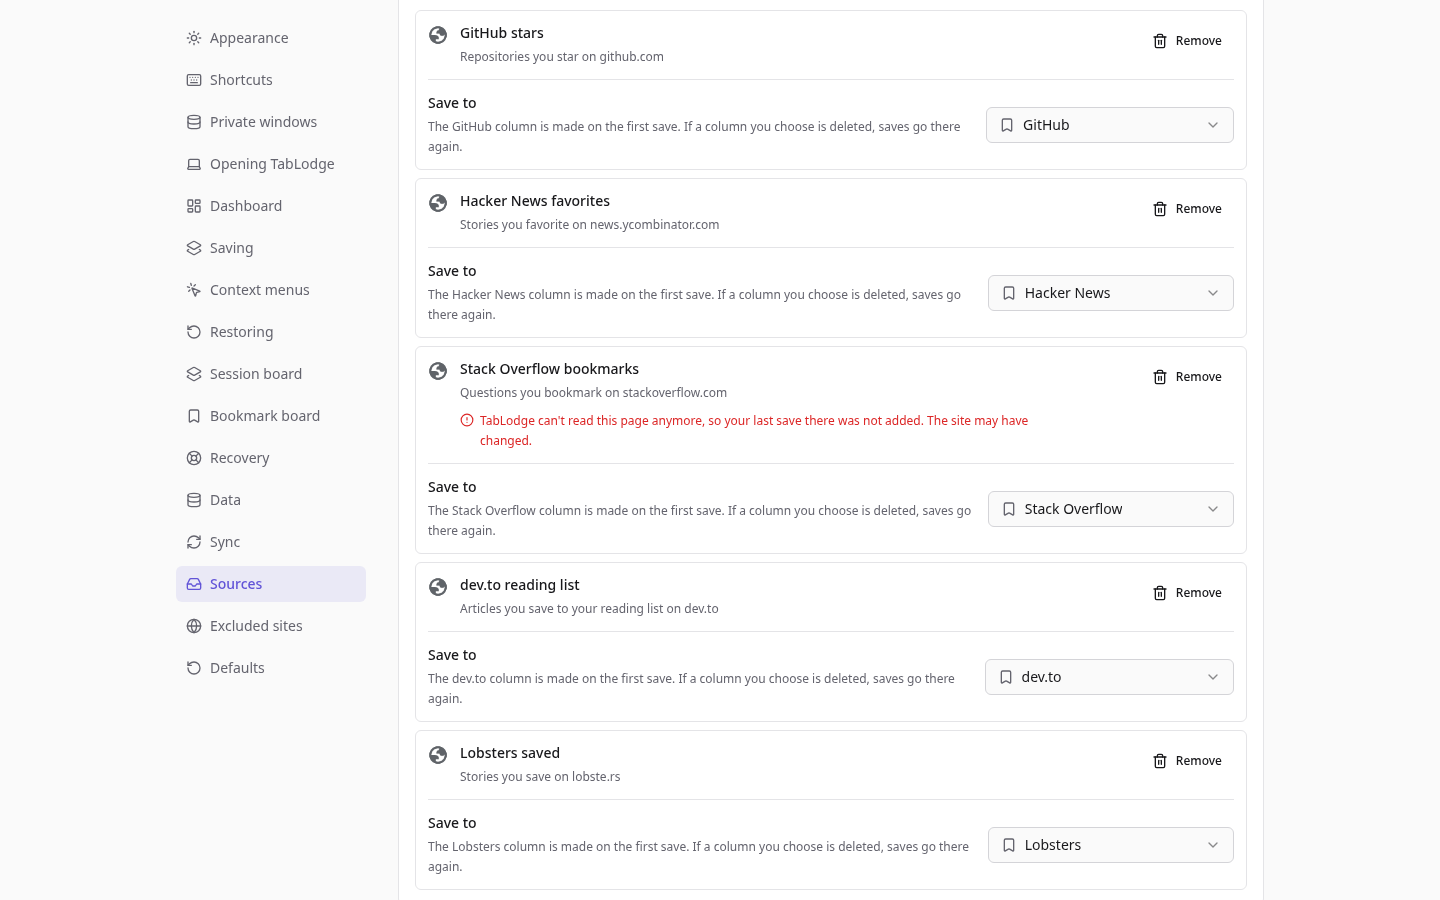 Appearance
Shortcuts
Private windows
Opening TabLodge
Dashboard
Saving
Context menus
Restoring
Session board
Bookmark board
Recovery
Data
Sync
Sources
Excluded sites
Defaults
GitHub stars
Repositories you star on github.com
Remove
Save to
The GitHub column is made on the first save. If a column you choose is deleted, saves go there
again.
GitHub
Hacker News favorites
Stories you favorite on news.ycombinator.com
Remove
Save to
The Hacker News column is made on the first save. If a column you choose is deleted, saves go
there again.
Hacker News
Stack Overflow bookmarks
Questions you bookmark on stackoverflow.com
Remove
TabLodge can't read this page anymore, so your last save there was not added. The site may have
changed.
Save to
The Stack Overflow column is made on the first save. If a column you choose is deleted, saves go
there again.
Stack Overflow
dev.to reading list
Articles you save to your reading list on dev.to
Remove
Save to
The dev.to column is made on the first save. If a column you choose is deleted, saves go there
again.
dev.to
Lobsters saved
Stories you save on lobste.rs
Remove
Save to
The Lobsters column is made on the first save. If a column you choose is deleted, saves go there
again.
Lobsters